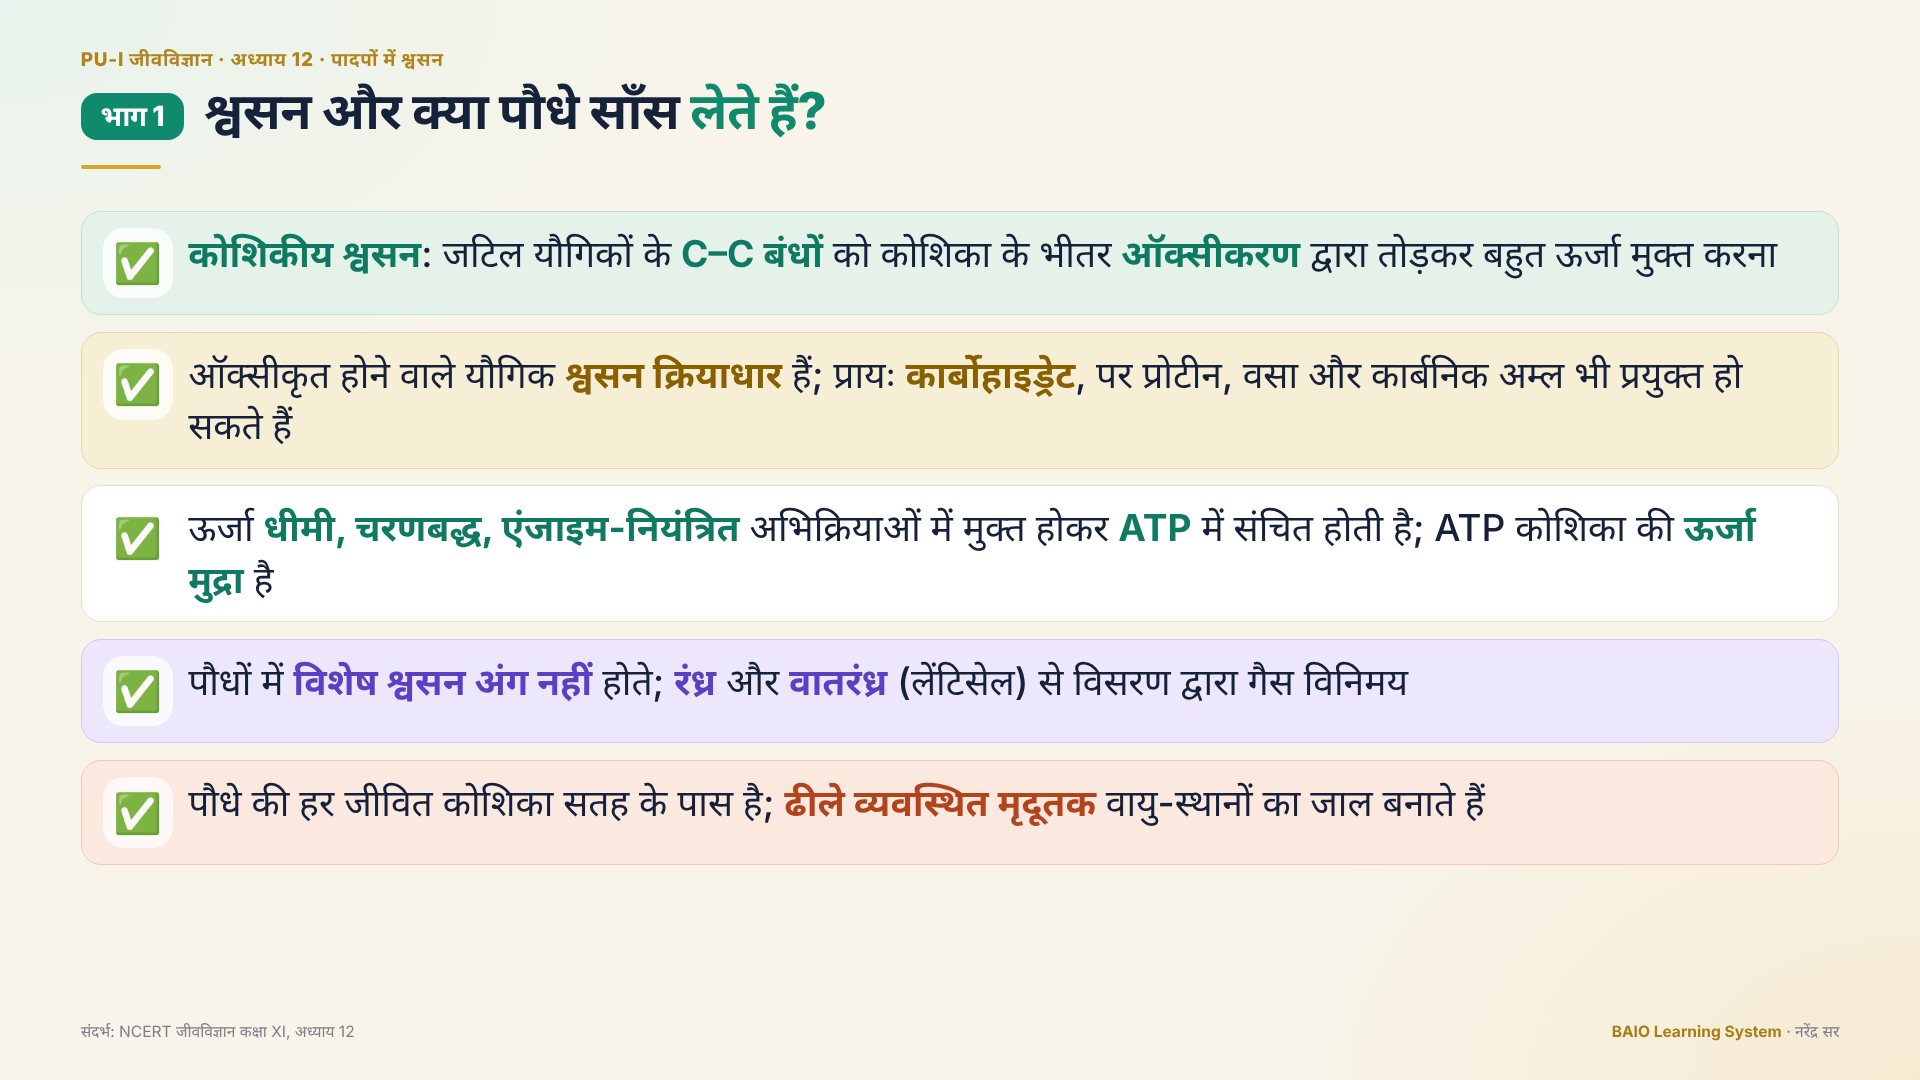 PU-I जीवविज्ञान · अध्याय 12 · पादपों में श्वसन
भाग 1 श्वसन और क्या पौधे साँस लेते हैं?
✅ कोशिकीय श्वसन: जटिल यौगिकों के C–C बंधों को कोशिका के भीतर ऑक्सीकरण द्वारा तोड़कर बहुत ऊर्जा मुक्त करना
✅ ऑक्सीकृत होने वाले यौगिक श्वसन क्रियाधार हैं; प्रायः कार्बोहाइड्रेट, पर प्रोटीन, वसा और कार्बनिक अम्ल भी प्रयुक्त हो
सकते हैं
✅ ऊर्जा धीमी, चरणबद्ध, एंजाइम-नियंत्रित अभिक्रियाओं में मुक्त होकर ATP में संचित होती है; ATP कोशिका की ऊर्जा
मुद्रा है
✅ पौधों में विशेष श्वसन अंग नहीं होते; रंध्र और वातरंध्र (लेंटिसेल) से विसरण द्वारा गैस विनिमय
✅ पौधे की हर जीवित कोशिका सतह के पास है; ढीले व्यवस्थित मृदूतक वायु-स्थानों का जाल बनाते हैं
संदर्भ: NCERT जीवविज्ञान कक्षा XI, अध्याय 12
BAIO Learning System · नरेंद्र सर